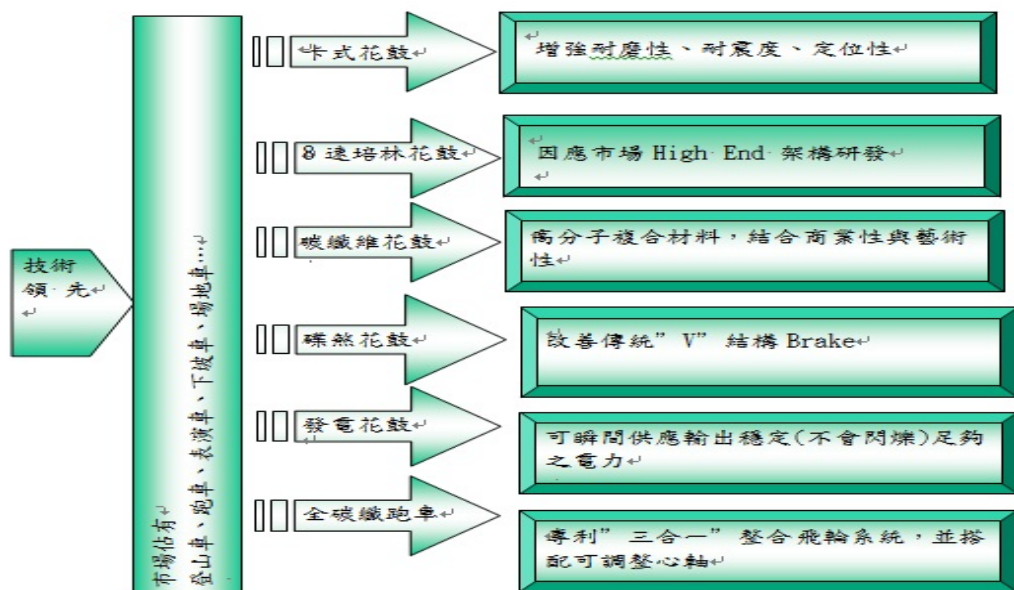 技術
領先
市場佔有
登山車、跑車、表演車、下坡車、場地車…
卡式花鼓
增強耐磨性、耐震度、定位性
8速培林花鼓
因應市場 High End 架構研發
碳纖維花鼓
高分子複合材料，結合商業性與藝術
性
碟煞花鼓
改善傳統”V”結構 Brake
發電花鼓
可瞬間供應輸出穩定(不會閃爍)足夠
之電力
全碳纖跑車
專利”三合一”整合飛輪系統，並搭
配可調整心軸